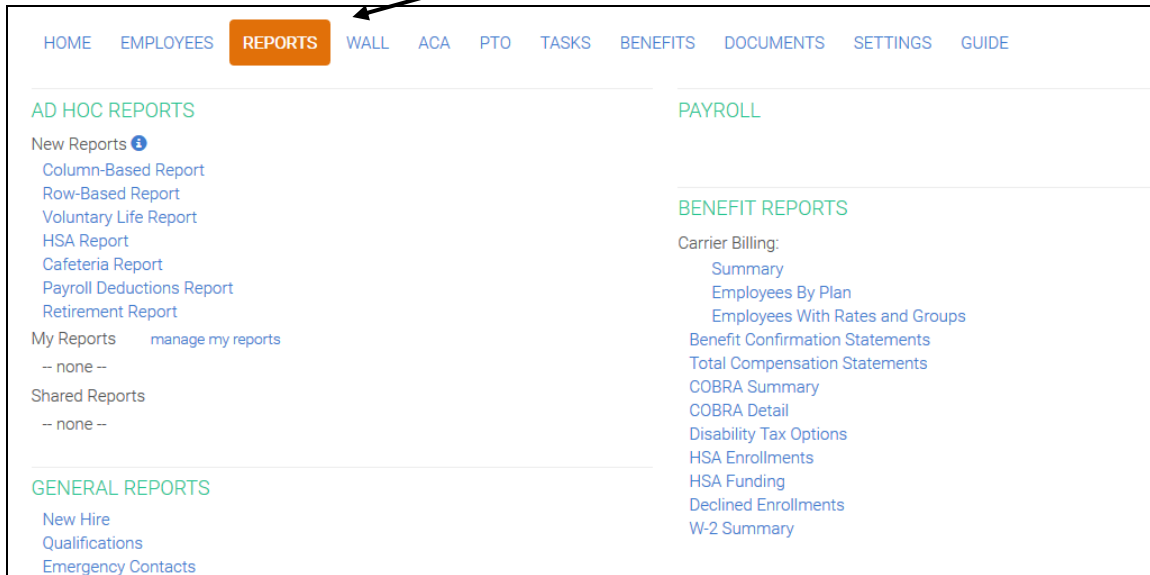 HOME EMPLOYEES REPORTS WALL ACA PTO TASKS BENEFITS DOCUMENTS SETTINGS GUIDE
AD HOC REPORTS
New Reports
Column-Based Report
Row-Based Report
Voluntary Life Report
HSA Report
Cafeteria Report
Payroll Deductions Report
Retirement Report
My Reports manage my reports
-- none --
Shared Reports
-- none --
GENERAL REPORTS
New Hire
Qualifications
Emergency Contacts
PAYROLL
BENEFIT REPORTS
Carrier Billing:
Summary
Employees By Plan
Employees With Rates and Groups
Benefit Confirmation Statements
Total Compensation Statements
COBRA Summary
COBRA Detail
Disability Tax Options
HSA Enrollments
HSA Funding
Declined Enrollments
W-2 Summary